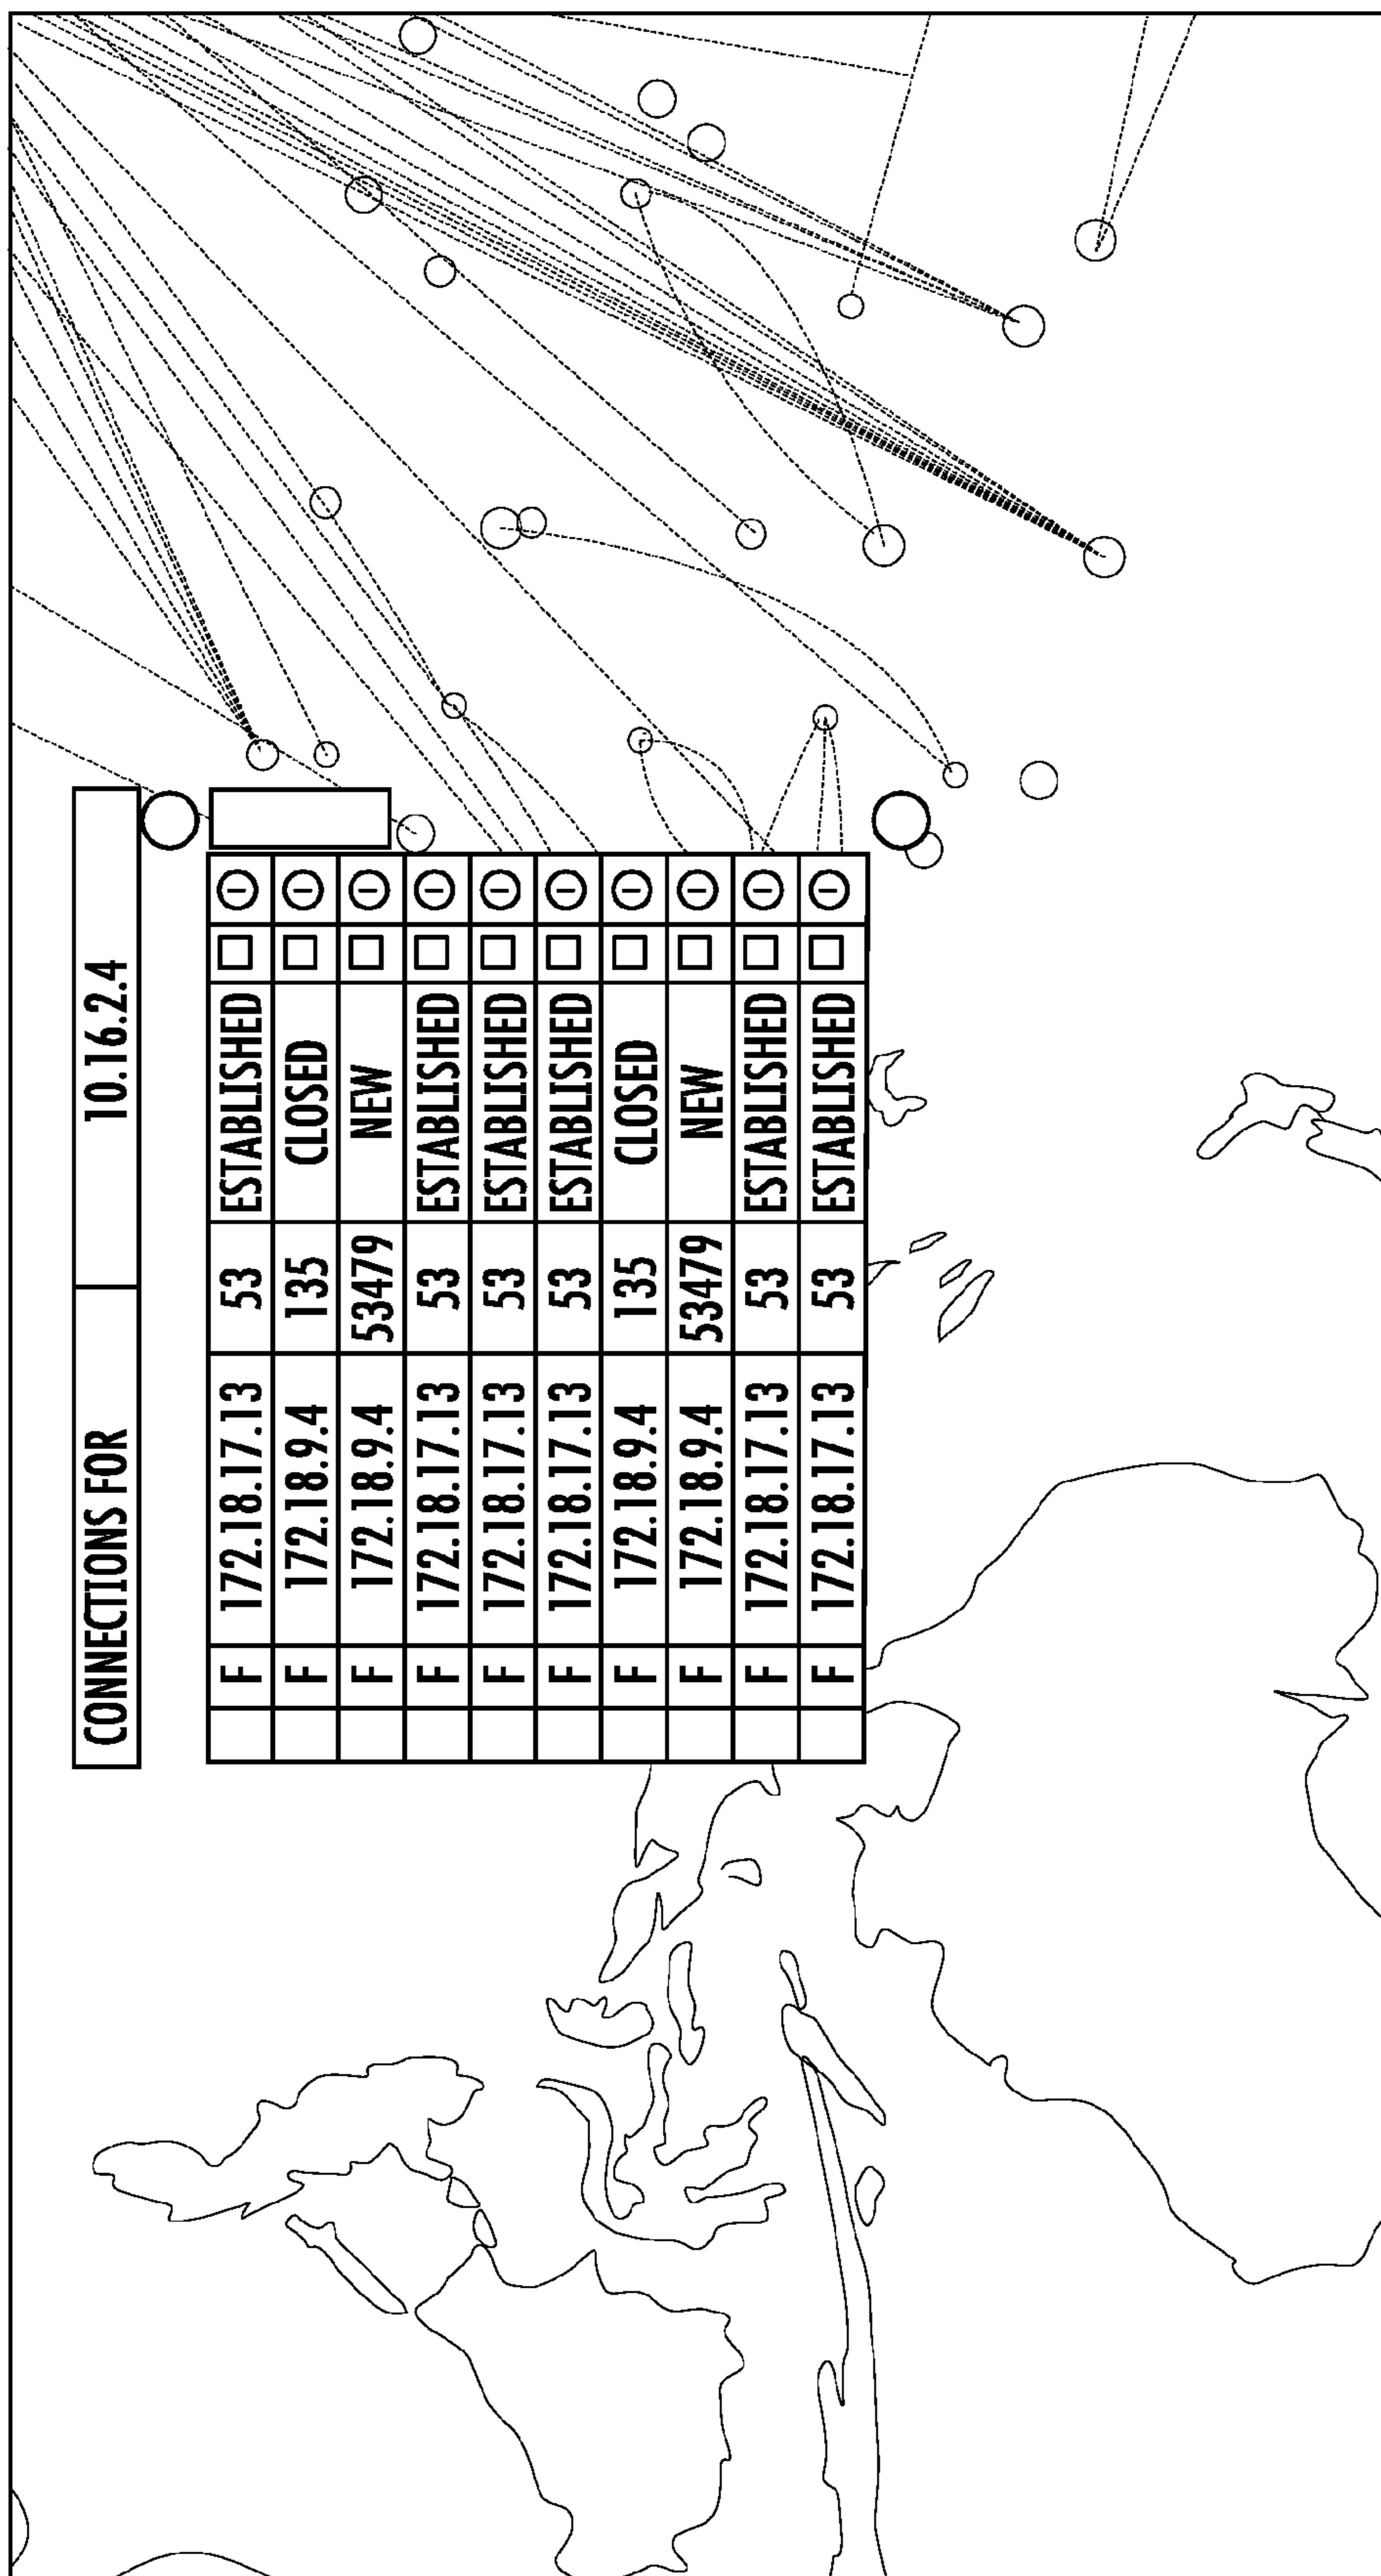 CONNECTIONS FOR 10.16.2.4
F 172.18.17.13 53 ESTABLISHED
F 172.18.9.4 135 CLOSED
F 172.18.9.4 53479 NEW
F 172.18.17.13 53 ESTABLISHED
F 172.18.17.13 53 ESTABLISHED
F 172.18.17.13 53 ESTABLISHED
F 172.18.9.4 135 CLOSED
F 172.18.9.4 53479 NEW
F 172.18.17.13 53 ESTABLISHED
F 172.18.17.13 53 ESTABLISHED